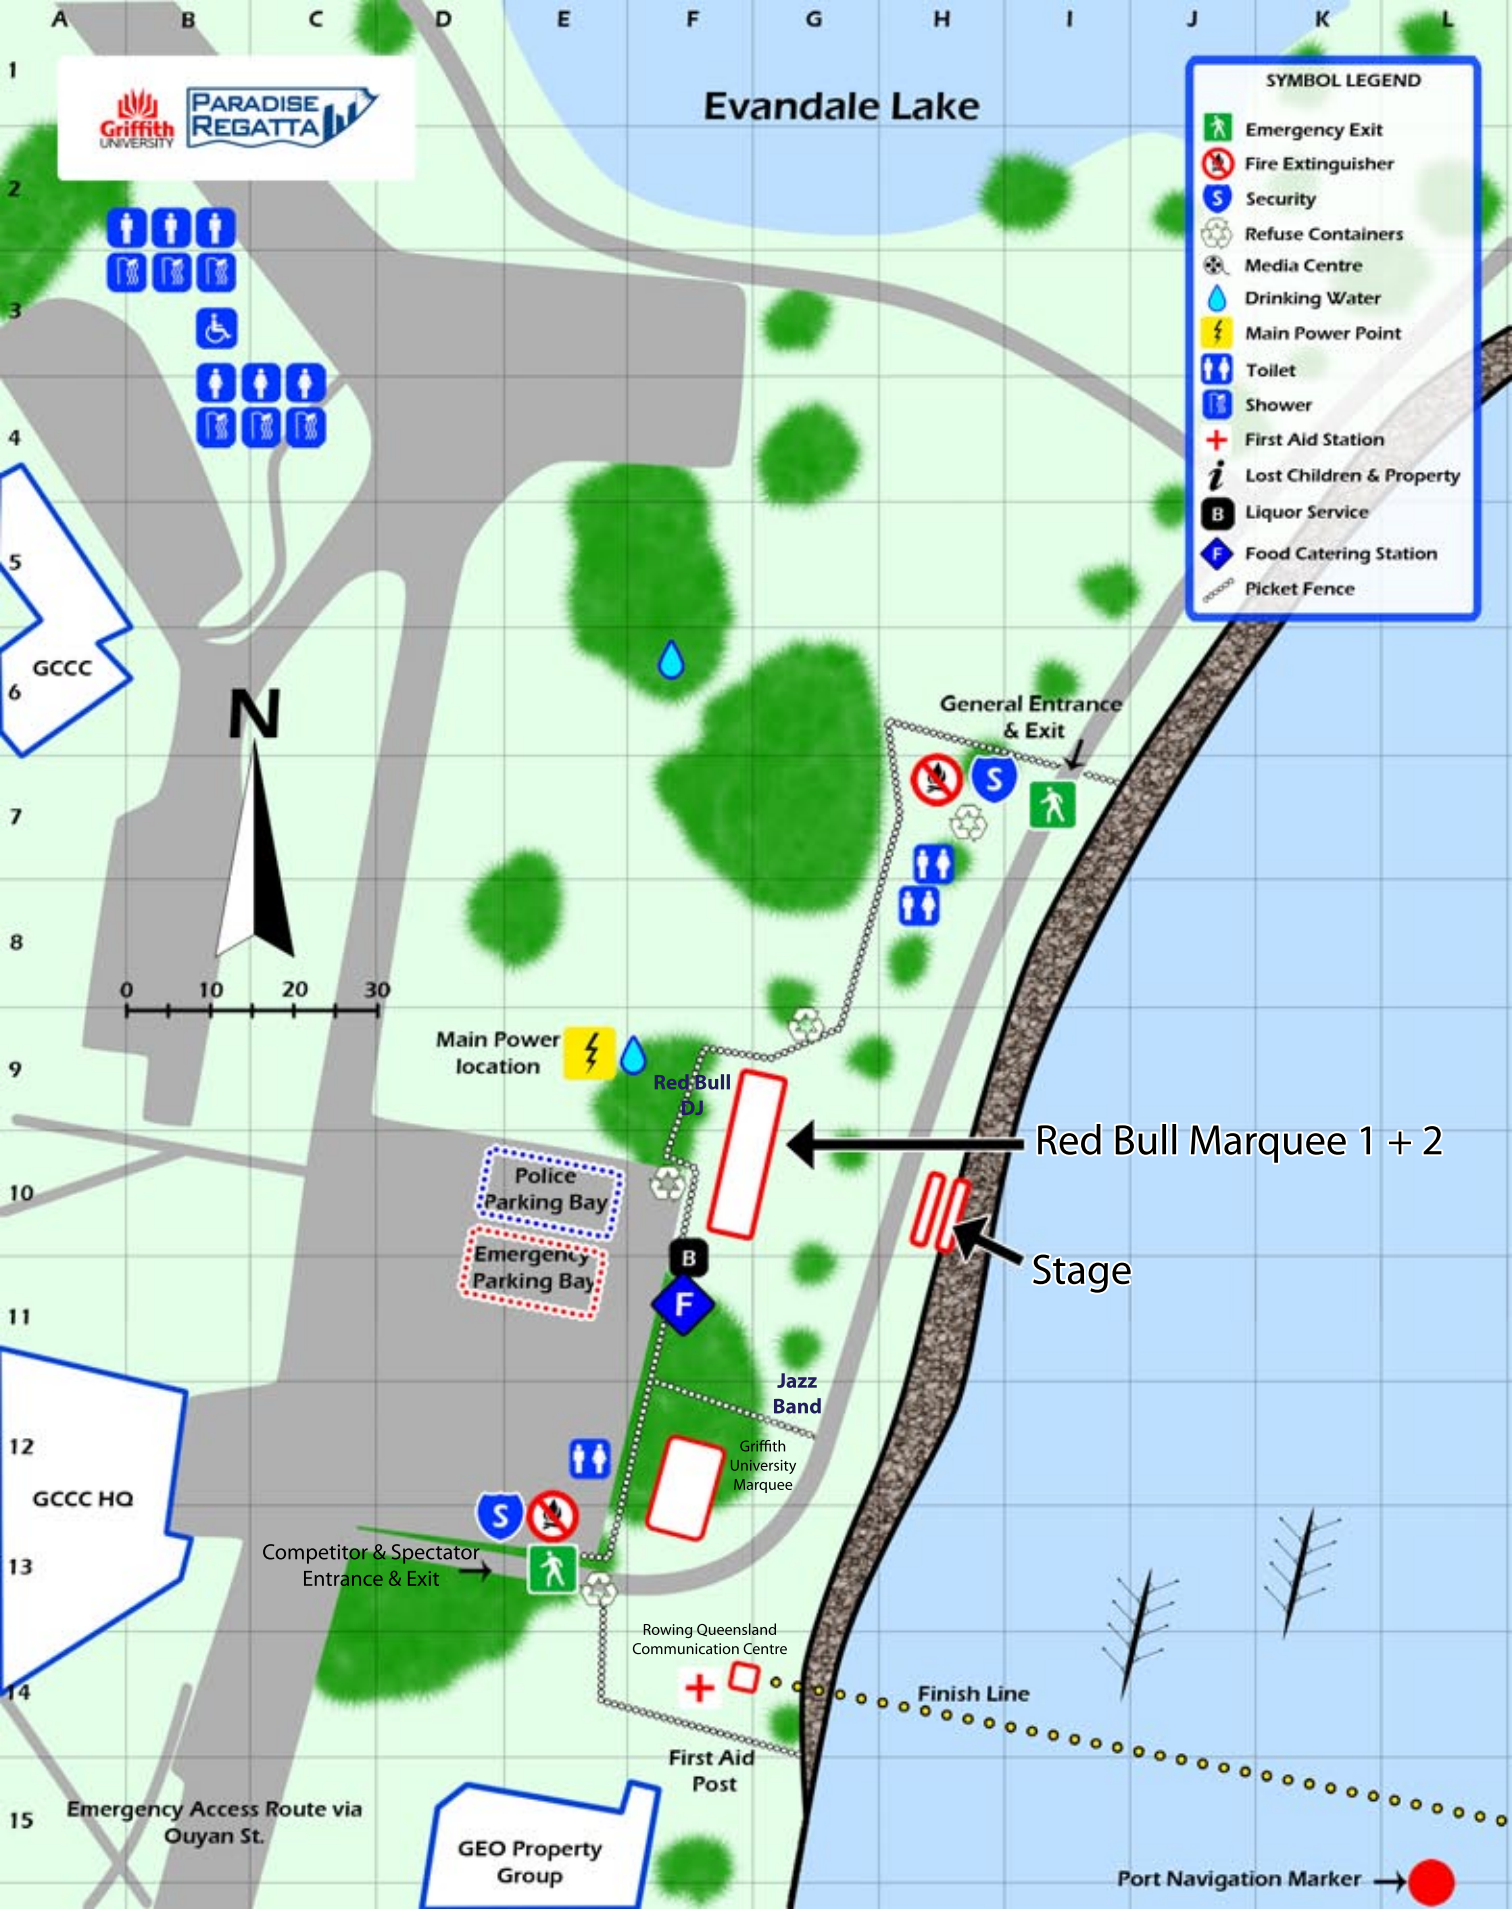 A B C D E F G H I J K L
1
2
3
4
5
6
7
8
9
10
11
12
13
14
15
Griffith
UNIVERSITY
PARADISE
REGATTA
Evandale Lake
SYMBOL LEGEND
Emergency Exit
Fire Extinguisher
S Security
Refuse Containers
Media Centre
Drinking Water
Main Power Point
Toilet
Shower
First Aid Station
i Lost Children & Property
B Liquor Service
F Food Catering Station
Picket Fence
GCCC
N
0 10 20 30
General Entrance
& Exit
S
Main Power
location
Red Bull
DJ
Red Bull Marquee 1 + 2
Police
Parking Bay
Emergency
Parking Bay
B
F
Stage
Jazz
Band
Griffith
University
Marquee
GCCC HQ
S
Competitor & Spectator
Entrance & Exit
Rowing Queensland
Communication Centre
Finish Line
First Aid
Post
Emergency Access Route via
Ouyan St.
GEO Property
Group
Port Navigation Marker